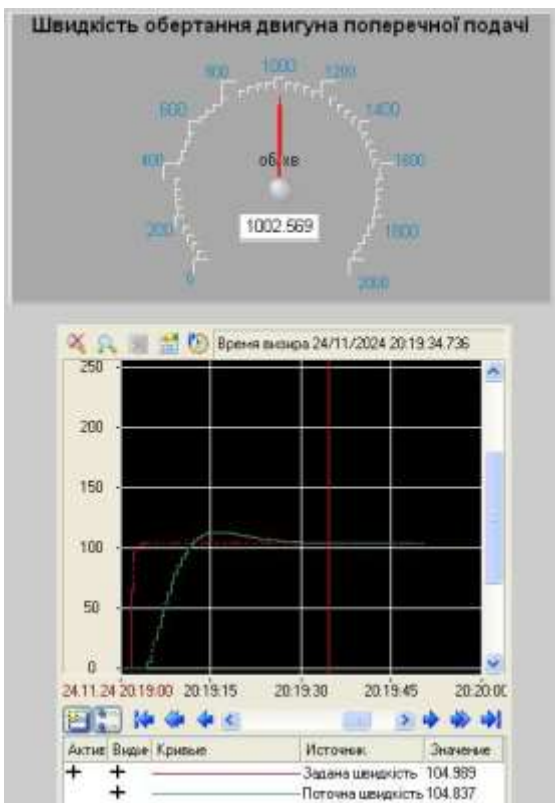 Швидкість обертання двигуна поперечної подачі
800 1000 1200
600 1400
400 об/хв 1600
200 1002.569 1800
0 2000
Время визира 24/11/2024 20:19:34.736
250
200
150
100
50
0
24.11.24 20:19:00 20:19:15 20:19:30 20:19:45 20:20:00
Актив Видим Кривые Источник Значение
Задана швидкість 104.989
Поточна швидкість 104.837